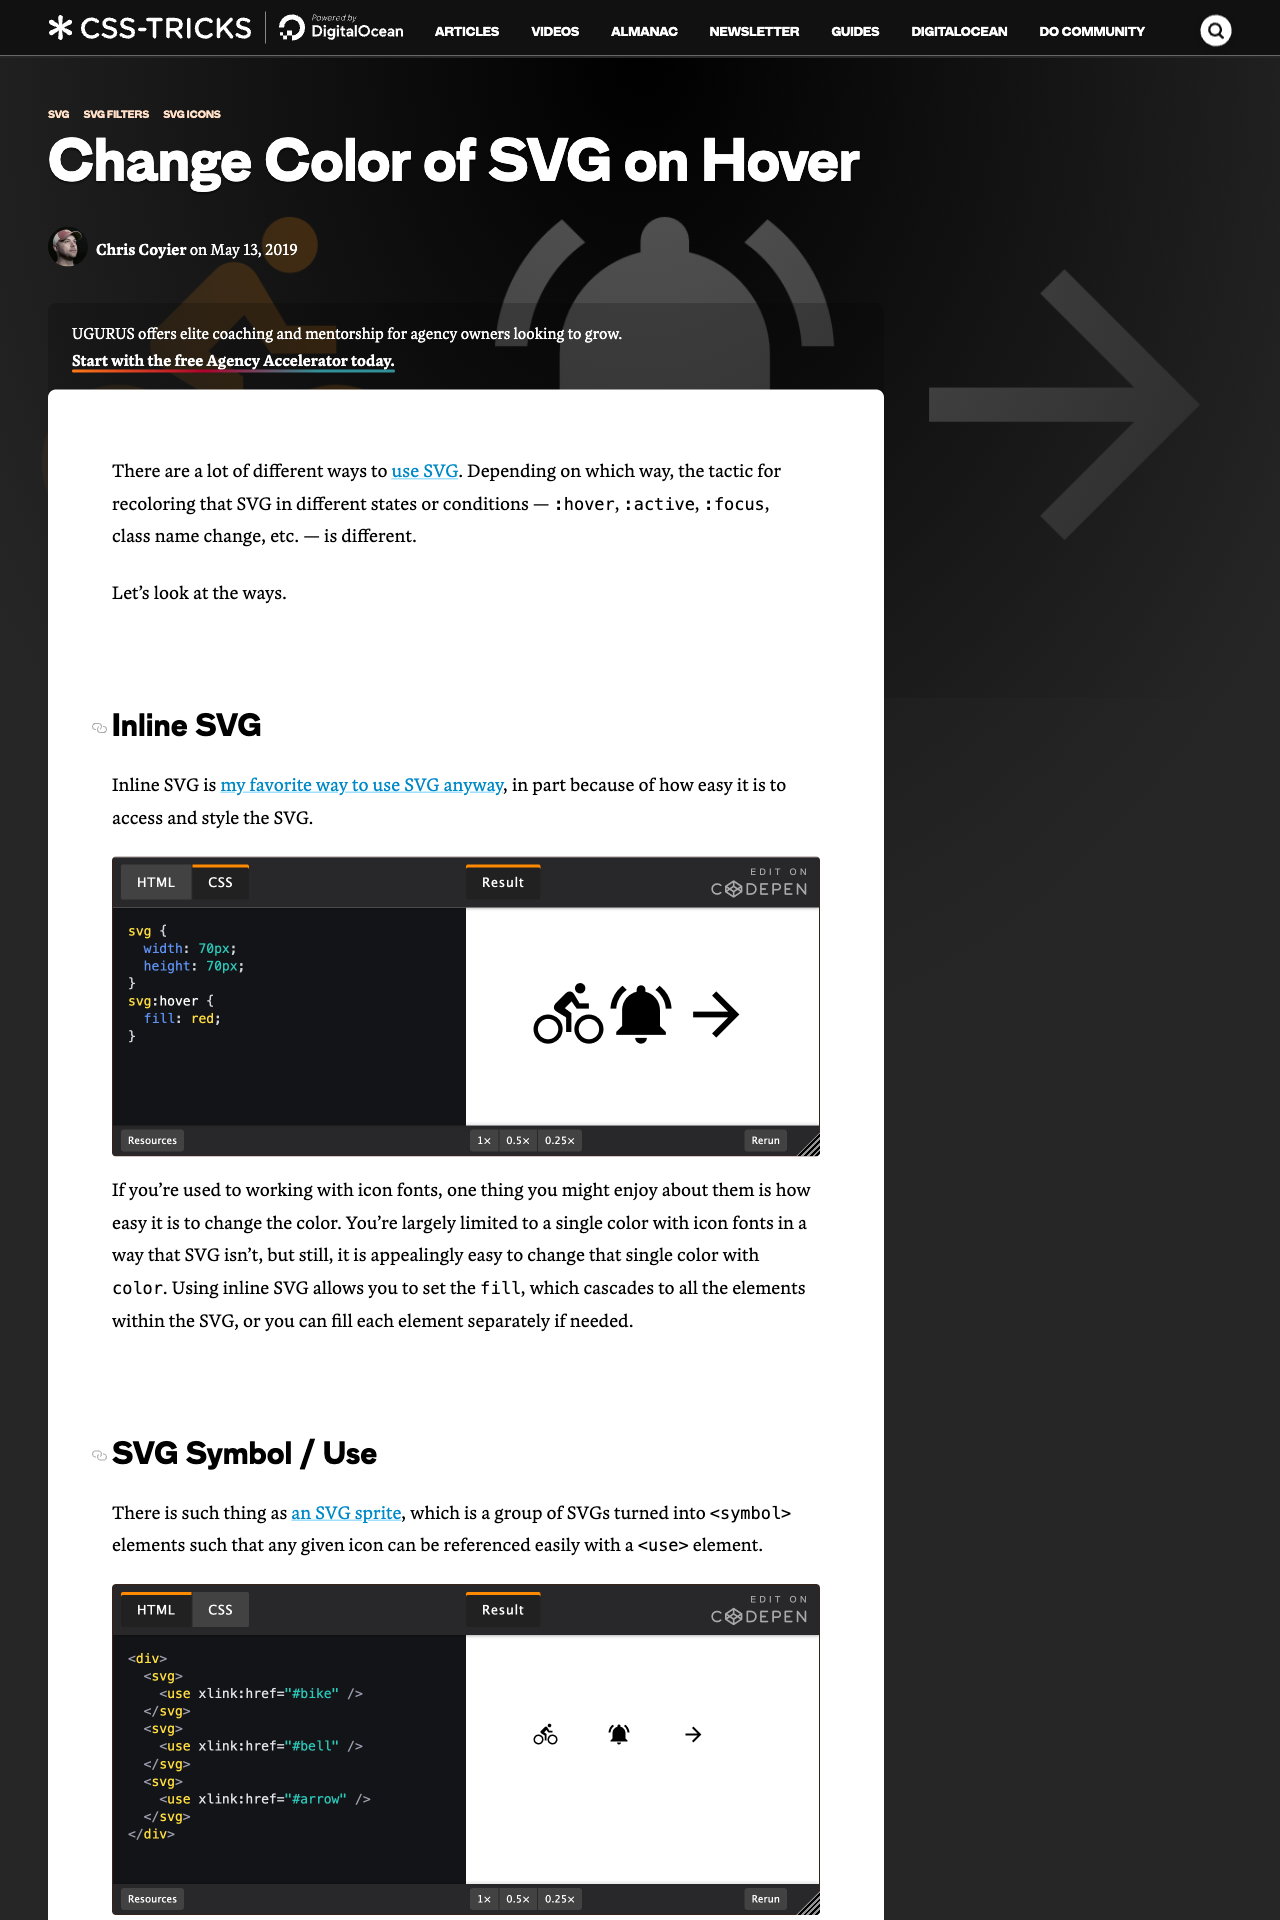 CSS-TRICKS
Powered by
DigitalOcean
ARTICLES VIDEOS ALMANAC NEWSLETTER GUIDES DIGITALOCEAN DO COMMUNITY
SVG SVG FILTERS SVG ICONS
Change Color of SVG on Hover
Chris Coyier on May 13, 2019
UGURUS offers elite coaching and mentorship for agency owners looking to grow.
Start with the free Agency Accelerator today.
There are a lot of different ways to use SVG. Depending on which way, the tactic for
recoloring that SVG in different states or conditions — :hover, :active, :focus,
class name change, etc. — is different.
Let’s look at the ways.
Inline SVG
Inline SVG is my favorite way to use SVG anyway, in part because of how easy it is to
access and style the SVG.
HTML CSS Result EDIT ON
CODEPEN
svg {
width: 70px;
height: 70px;
}
svg:hover {
fill: red;
}
Resources 1× 0.5× 0.25× Rerun
If you’re used to working with icon fonts, one thing you might enjoy about them is how
easy it is to change the color. You’re largely limited to a single color with icon fonts in a
way that SVG isn’t, but still, it is appealingly easy to change that single color with
color. Using inline SVG allows you to set the fill, which cascades to all the elements
within the SVG, or you can fill each element separately if needed.
SVG Symbol / Use
There is such thing as an SVG sprite, which is a group of SVGs turned into <symbol>
elements such that any given icon can be referenced easily with a <use> element.
HTML CSS Result EDIT ON
CODEPEN
<div>
<svg>
<use xlink:href="#bike" />
</svg>
<svg>
<use xlink:href="#bell" />
</svg>
<svg>
<use xlink:href="#arrow" />
</svg>
</div>
Resources 1× 0.5× 0.25× Rerun